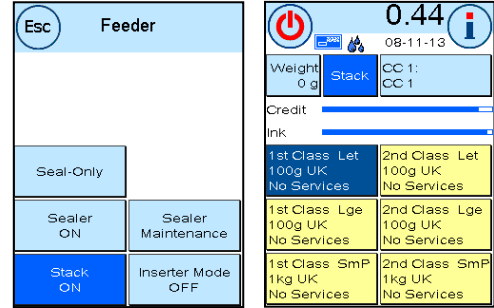 Esc
Feeder
Seal-Only
Sealer
ON
Sealer
Maintenance
Stack
ON
Inserter Mode
OFF
0.44
i
08-11-13
Weight
0 g
Stack
CC 1:
CC 1
Credit
Ink
1st Class Let
100g UK
No Services
2nd Class Let
100g UK
No Services
1st Class Lge
100g UK
No Services
2nd Class Lge
100g UK
No Services
1st Class SmP
1kg UK
No Services
2nd Class SmP
1kg UK
No Services